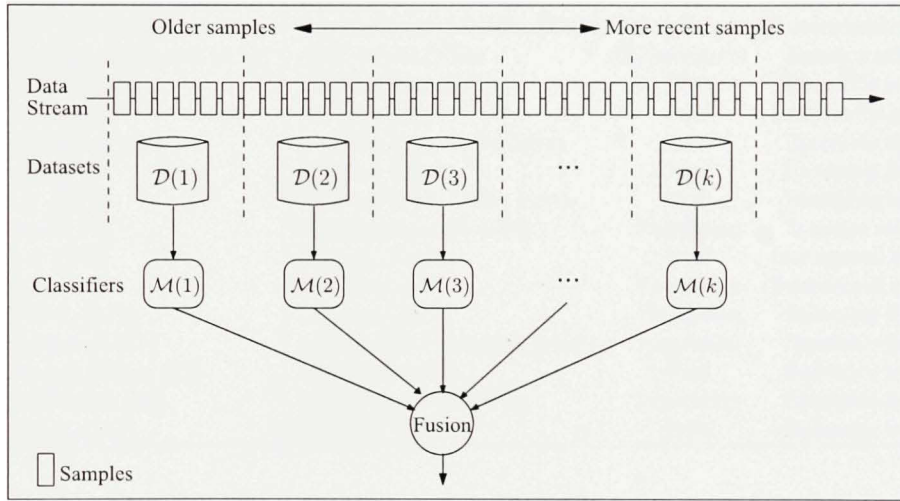 Older samples
More recent samples
Data
Stream
Datasets
D(1)
D(2)
D(3)
...
D(k)
Classifiers
M(1)
M(2)
M(3)
...
M(k)
Fusion
Samples